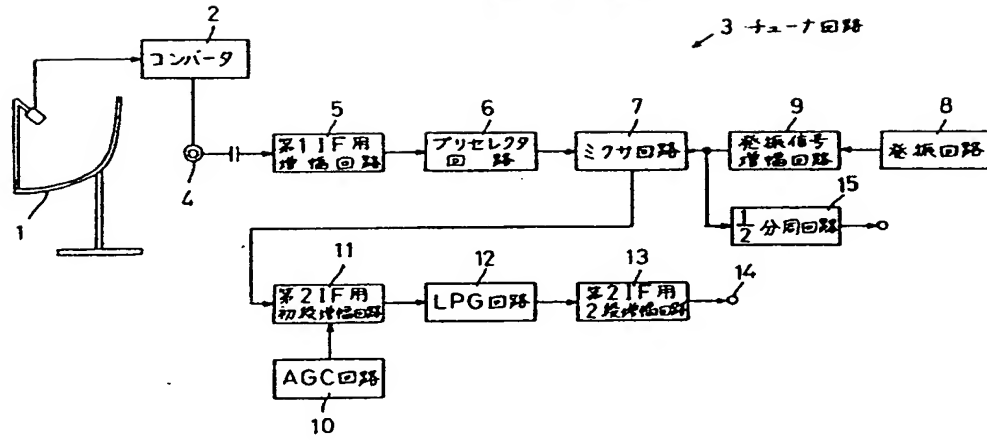 2
3 チューナ回路
コンバータ
5
6
7
9
8
第1IF用
増幅回路
プリセレクタ
回路
ミクサ回路
発振信号
増幅回路
発振回路
4
1
15
1/2 分周回路
11
12
13
14
第2IF用
初段増幅回路
LPG回路
第2IF用
2段増幅回路
AGC回路
10